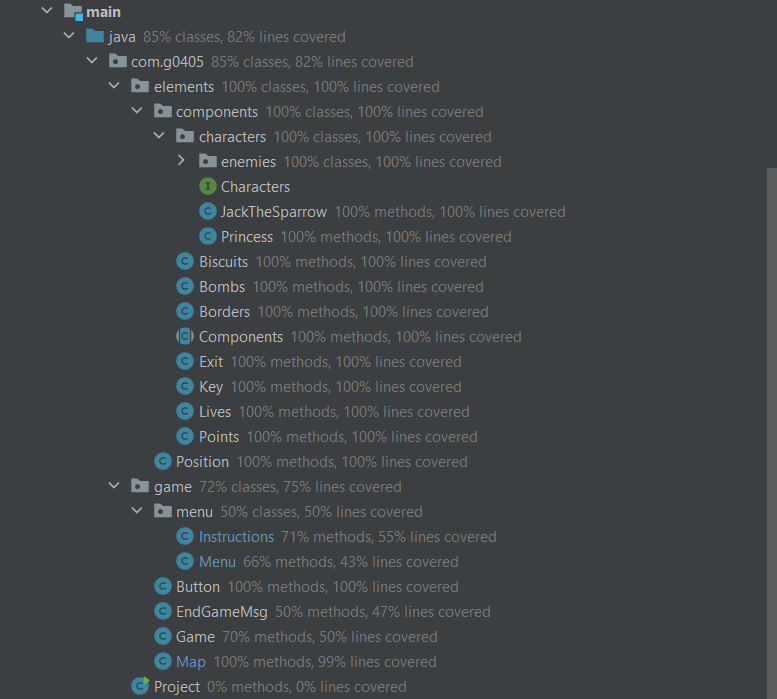 main
java 85% classes, 82% lines covered
com.g0405 85% classes, 82% lines covered
elements 100% classes, 100% lines covered
components 100% classes, 100% lines covered
characters 100% classes, 100% lines covered
enemies 100% classes, 100% lines covered
I Characters
C JackTheSparrow 100% methods, 100% lines covered
C Princess 100% methods, 100% lines covered
C Biscuits 100% methods, 100% lines covered
C Bombs 100% methods, 100% lines covered
C Borders 100% methods, 100% lines covered
C Components 100% methods, 100% lines covered
C Exit 100% methods, 100% lines covered
C Key 100% methods, 100% lines covered
C Lives 100% methods, 100% lines covered
C Points 100% methods, 100% lines covered
C Position 100% methods, 100% lines covered
game 72% classes, 75% lines covered
menu 50% classes, 50% lines covered
C Instructions 71% methods, 55% lines covered
C Menu 66% methods, 43% lines covered
C Button 100% methods, 100% lines covered
C EndGameMsg 50% methods, 47% lines covered
C Game 70% methods, 50% lines covered
C Map 100% methods, 99% lines covered
C Project 0% methods, 0% lines covered